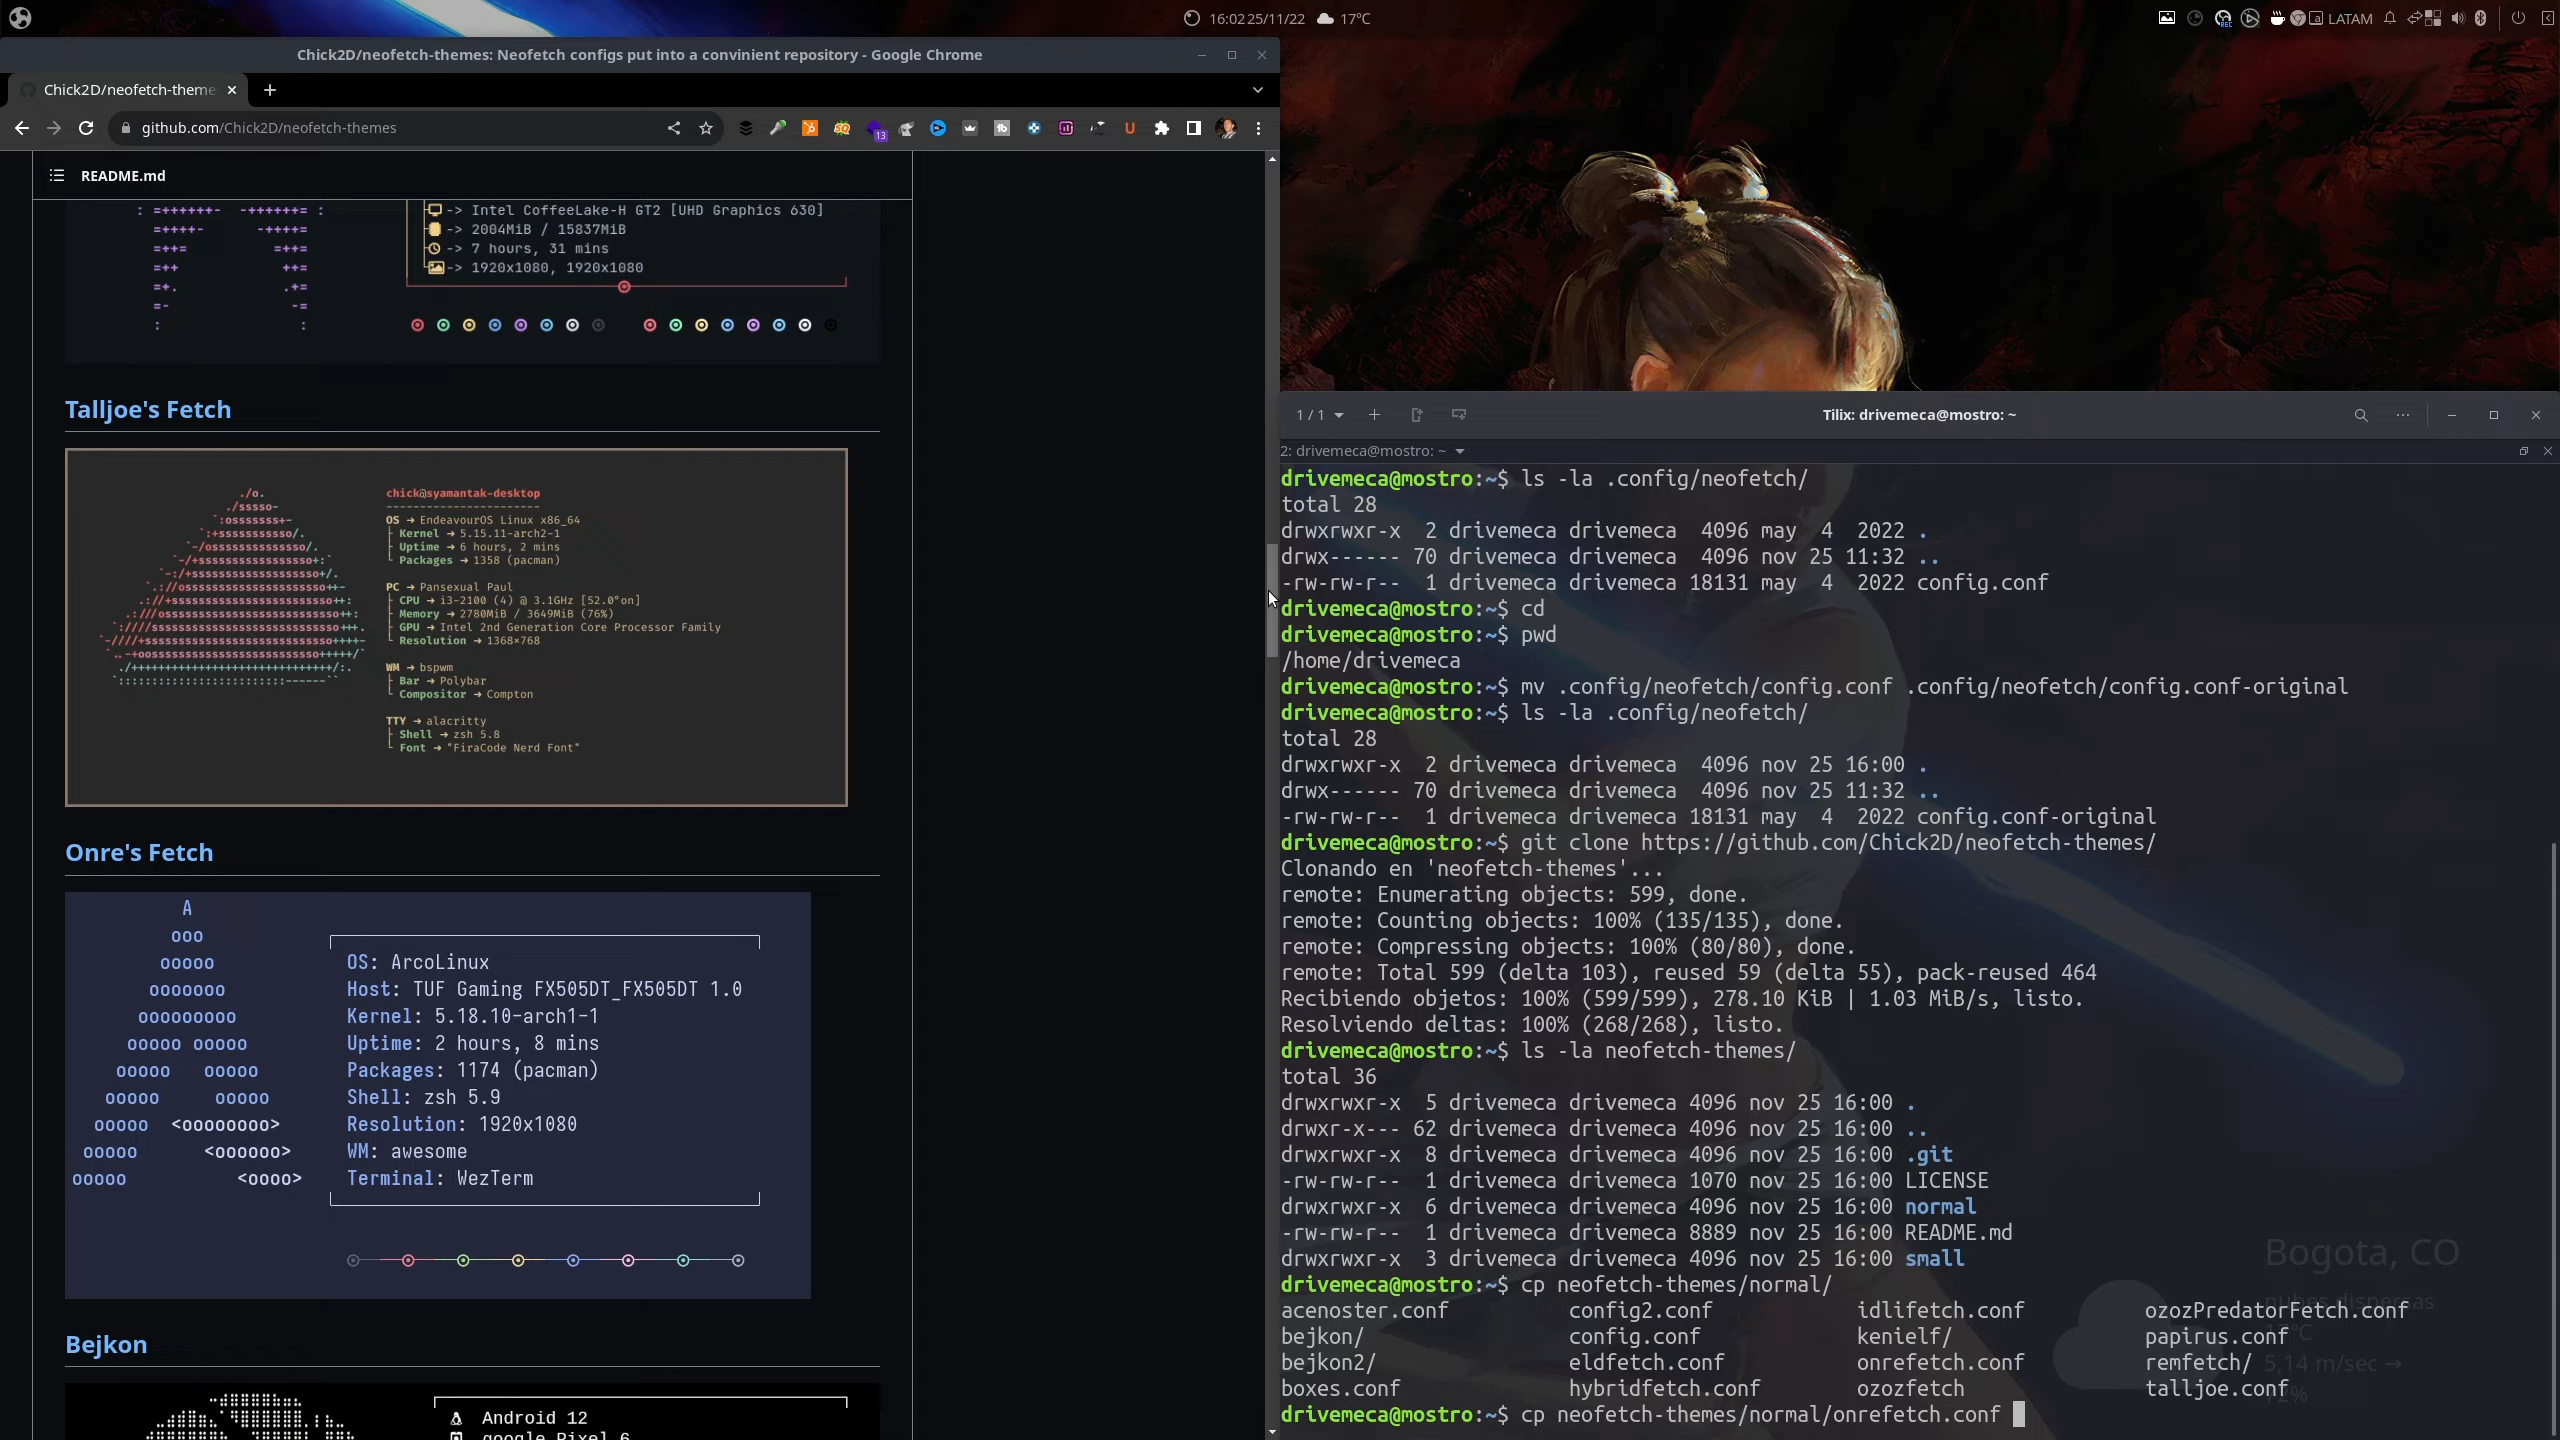 16:02 25/11/22 17°C
LATAM
Chick2D/neofetch-themes: Neofetch configs put into a convinient repository - Google Chrome
Chick2D/neofetch-theme
github.com/Chick2D/neofetch-themes
13
README.md
: =++++++- -++++++= :
=++++- -++++=
=++= =++=
=++ ++=
=+. .+=
=- -=
: :
-> Intel CoffeeLake-H GT2 [UHD Graphics 630]
-> 2004MiB / 15837MiB
-> 7 hours, 31 mins
-> 1920x1080, 1920x1080
Talljoe's Fetch
chick@syamantak-desktop
-----------------------
OS ➜ EndeavourOS Linux x86_64
├ Kernel ➜ 5.15.11-arch2-1
├ Uptime ➜ 6 hours, 2 mins
└ Packages ➜ 1358 (pacman)
PC ➜ Pansexual Paul
├ CPU ➜ i3-2100 (4) @ 3.1GHz [52.0°on]
├ Memory ➜ 2780MiB / 3649MiB (76%)
├ GPU ➜ Intel 2nd Generation Core Processor Family
└ Resolution ➜ 1368×768
WM ➜ bspwm
├ Bar ➜ Polybar
└ Compositor ➜ Compton
TTY ➜ alacritty
├ Shell ➜ zsh 5.8
└ Font ➜ "FiraCode Nerd Font"
Onre's Fetch
A
ooo
ooooo
ooooooo
ooooooooo
ooooo ooooo
ooooo ooooo
ooooo ooooo
ooooo <oooooooo>
ooooo <oooooo>
ooooo <oooo>
OS: ArcoLinux
Host: TUF Gaming FX505DT_FX505DT 1.0
Kernel: 5.18.10-arch1-1
Uptime: 2 hours, 8 mins
Packages: 1174 (pacman)
Shell: zsh 5.9
Resolution: 1920x1080
WM: awesome
Terminal: WezTerm
Bejkon
Android 12
google Pixel 6
1 / 1
Tilix: drivemeca@mostro: ~
2: drivemeca@mostro: ~
drivemeca@mostro:~$ ls -la .config/neofetch/
total 28
drwxrwxr-x  2 drivemeca drivemeca  4096 may  4  2022 .
drwx------ 70 drivemeca drivemeca  4096 nov 25 11:32 ..
-rw-rw-r--  1 drivemeca drivemeca 18131 may  4  2022 config.conf
drivemeca@mostro:~$ cd
drivemeca@mostro:~$ pwd
/home/drivemeca
drivemeca@mostro:~$ mv .config/neofetch/config.conf .config/neofetch/config.conf-original
drivemeca@mostro:~$ ls -la .config/neofetch/
total 28
drwxrwxr-x  2 drivemeca drivemeca  4096 nov 25 16:00 .
drwx------ 70 drivemeca drivemeca  4096 nov 25 11:32 ..
-rw-rw-r--  1 drivemeca drivemeca 18131 may  4  2022 config.conf-original
drivemeca@mostro:~$ git clone https://github.com/Chick2D/neofetch-themes/
Clonando en 'neofetch-themes'...
remote: Enumerating objects: 599, done.
remote: Counting objects: 100% (135/135), done.
remote: Compressing objects: 100% (80/80), done.
remote: Total 599 (delta 103), reused 59 (delta 55), pack-reused 464
Recibiendo objetos: 100% (599/599), 278.10 KiB | 1.03 MiB/s, listo.
Resolviendo deltas: 100% (268/268), listo.
drivemeca@mostro:~$ ls -la neofetch-themes/
total 36
drwxrwxr-x  5 drivemeca drivemeca 4096 nov 25 16:00 .
drwxr-x--- 62 drivemeca drivemeca 4096 nov 25 16:00 ..
drwxrwxr-x  8 drivemeca drivemeca 4096 nov 25 16:00 .git
-rw-rw-r--  1 drivemeca drivemeca 1070 nov 25 16:00 LICENSE
drwxrwxr-x  6 drivemeca drivemeca 4096 nov 25 16:00 normal
-rw-rw-r--  1 drivemeca drivemeca 8889 nov 25 16:00 README.md
drwxrwxr-x  3 drivemeca drivemeca 4096 nov 25 16:00 small
drivemeca@mostro:~$ cp neofetch-themes/normal/
acenoster.conf config2.conf idlifetch.conf ozozPredatorFetch.conf
bejkon/ config.conf kenielf/ papirus.conf
bejkon2/ eldfetch.conf onrefetch.conf remfetch/
boxes.conf hybridfetch.conf ozozfetch talljoe.conf
drivemeca@mostro:~$ cp neofetch-themes/normal/onrefetch.conf
Bogota, CO
nubes dispersas
5,14 m/sec →